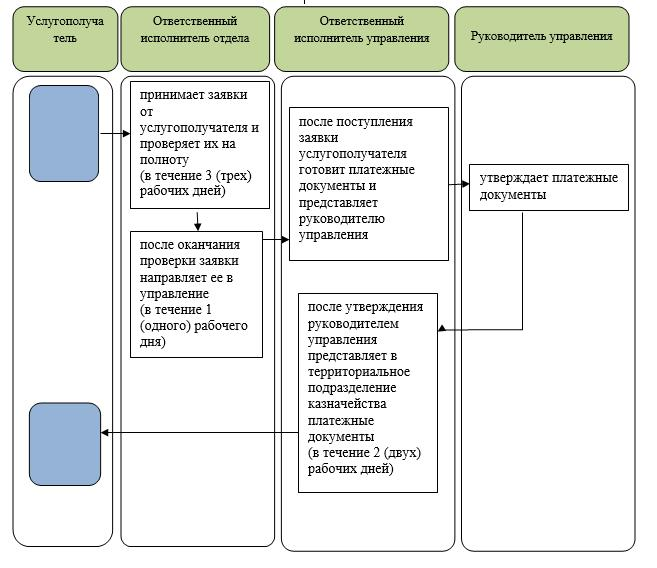 Услугополуча
тель
Ответственный
исполнитель отдела
Ответственный
исполнитель управления
Руководитель управления
принимает заявки
от
услугополучателя и
проверяет их на
полноту
(в течение 3 (трех)
рабочих дней)
после оканчания
проверки заявки
направляет ее в
управление
(в течение 1
(одного) рабочего
дня)
после поступления
заявки
услугополучателя
готовит платежные
документы и
представляет
руководителю
управления
утверждает платежные
документы
после утверждения
руководителем
управления
представляет в
территориальное
подразделение
казначейства
платежные
документы
(в течение 2 (двух)
рабочих дней)